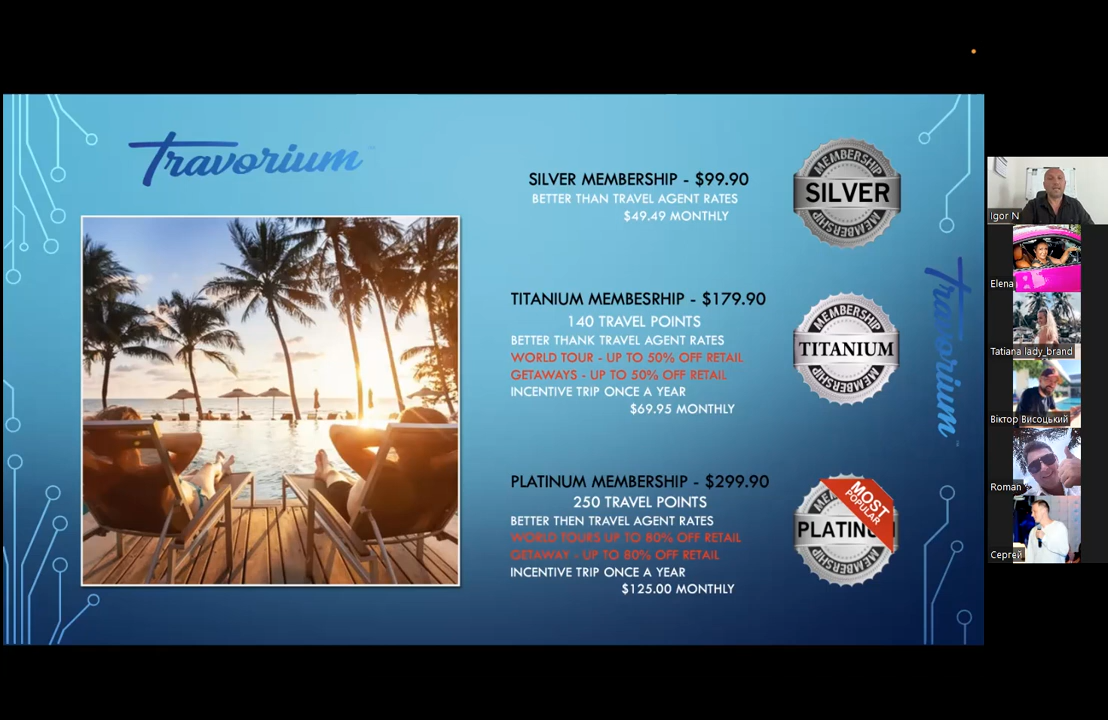 Travorium
SILVER MEMBERSHIP - $99.90
BETTER THAN TRAVEL AGENT RATES
$49.49 MONTHLY
MEMBERSHIP
SILVER
MEMBERSHIP
TITANIUM MEMBESRHIP - $179.90
140 TRAVEL POINTS
BETTER THANK TRAVEL AGENT RATES
WORLD TOUR - UP TO 50% OFF RETAIL
GETAWAYS - UP TO 50% OFF RETAIL
INCENTIVE TRIP ONCE A YEAR
$69.95 MONTHLY
MEMBERSHIP
TITANIUM
MEMBERSHIP
Travorium
PLATINUM MEMBERSHIP - $299.90
250 TRAVEL POINTS
BETTER THEN TRAVEL AGENT RATES
WORLD TOURS UP TO 80% OFF RETAIL
GETAWAY - UP TO 80% OFF RETAIL
INCENTIVE TRIP ONCE A YEAR
$125.00 MONTHLY
MOST
POPULAR
PLATINU
MEMBERSHIP
Igor N
Elena
Tatiana lady_brand
Віктор Висоцький
Roman
Сергей